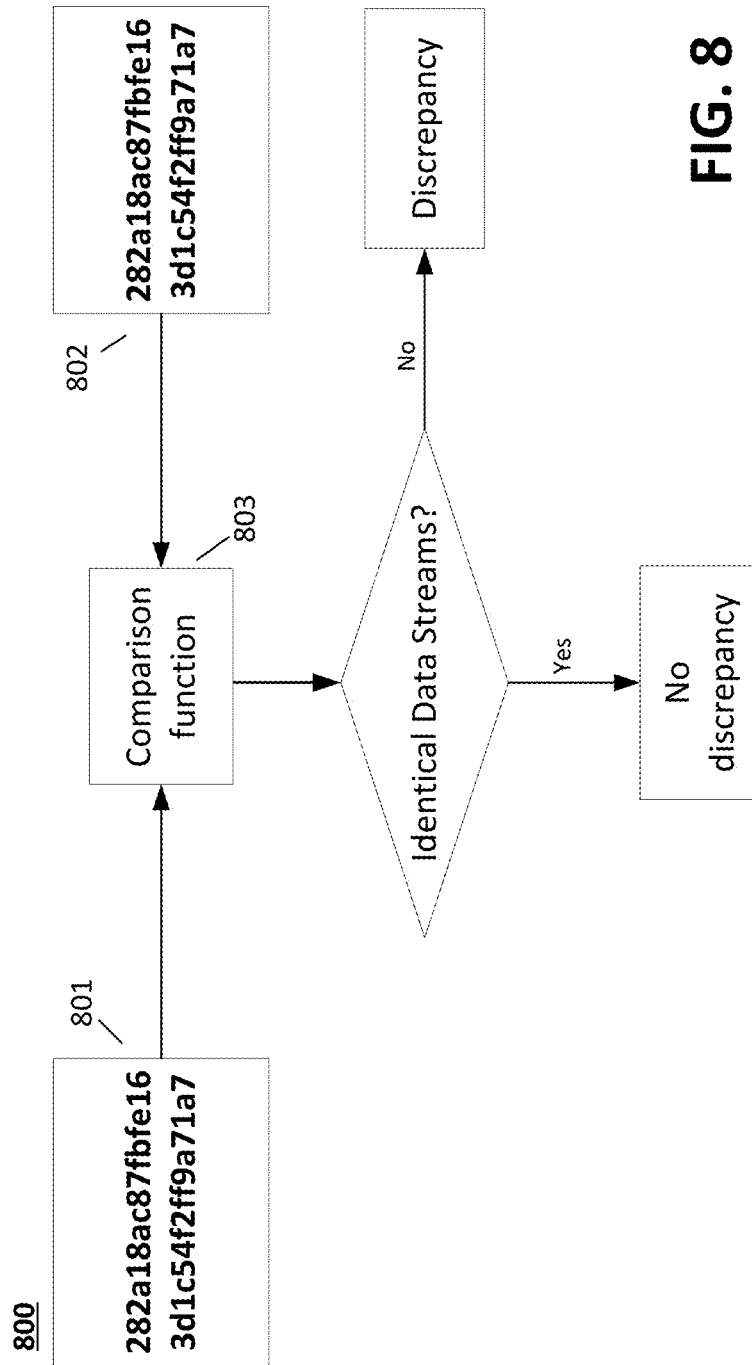 800
801
282a18ac87fbfe16
3d1c54f2ff9a71a7
Comparison
function
803
802
282a18ac87fbfe16
3d1c54f2ff9a71a7
Identical Data Streams?
No
Discrepancy
Yes
No
discrepancy
FIG. 8